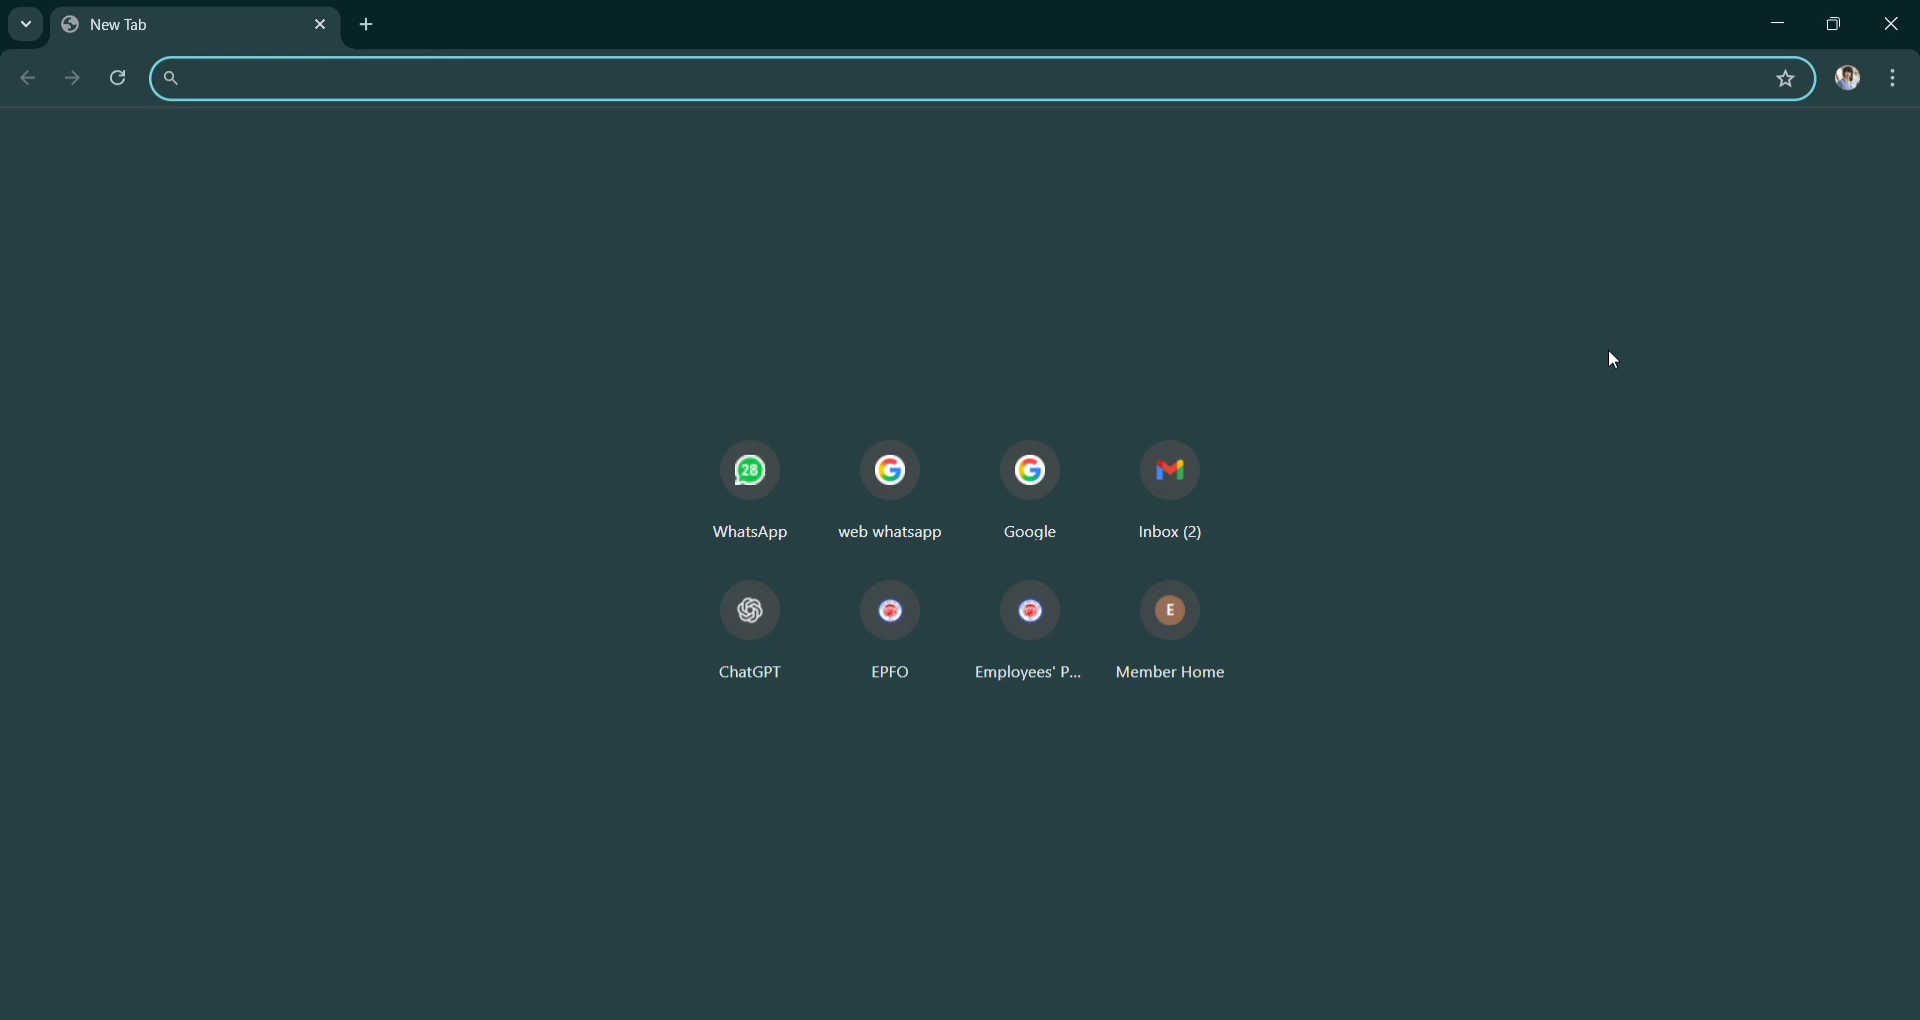 New Tab
28
WhatsApp
web whatsapp
Google
Inbox (2)
ChatGPT
EPFO
Employees' P...
E
Member Home